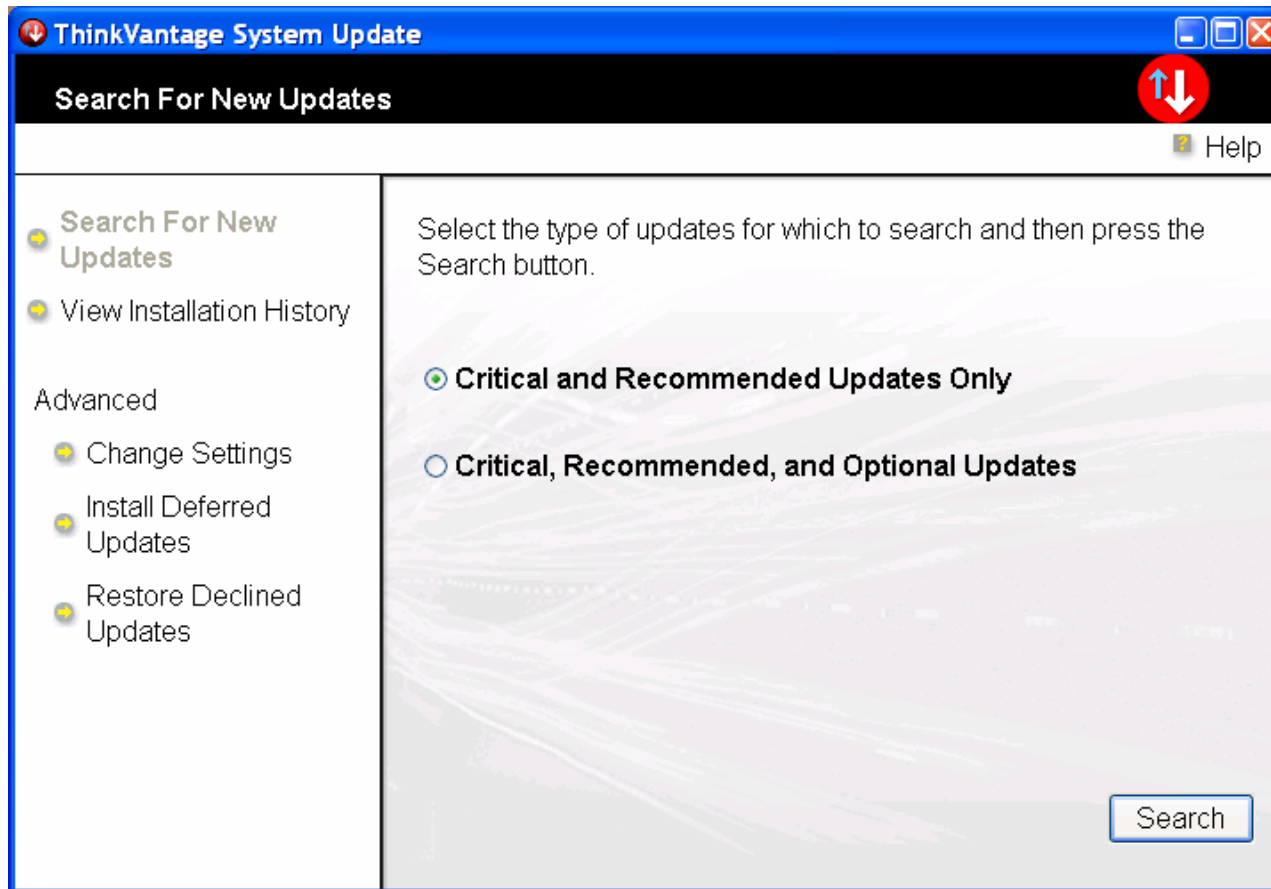 ThinkVantage System Update
Search For New Updates
Help
Search For New
Updates
View Installation History
Advanced
Change Settings
Install Deferred
Updates
Restore Declined
Updates
Select the type of updates for which to search and then press the
Search button.
Critical and Recommended Updates Only
Critical, Recommended, and Optional Updates
Search